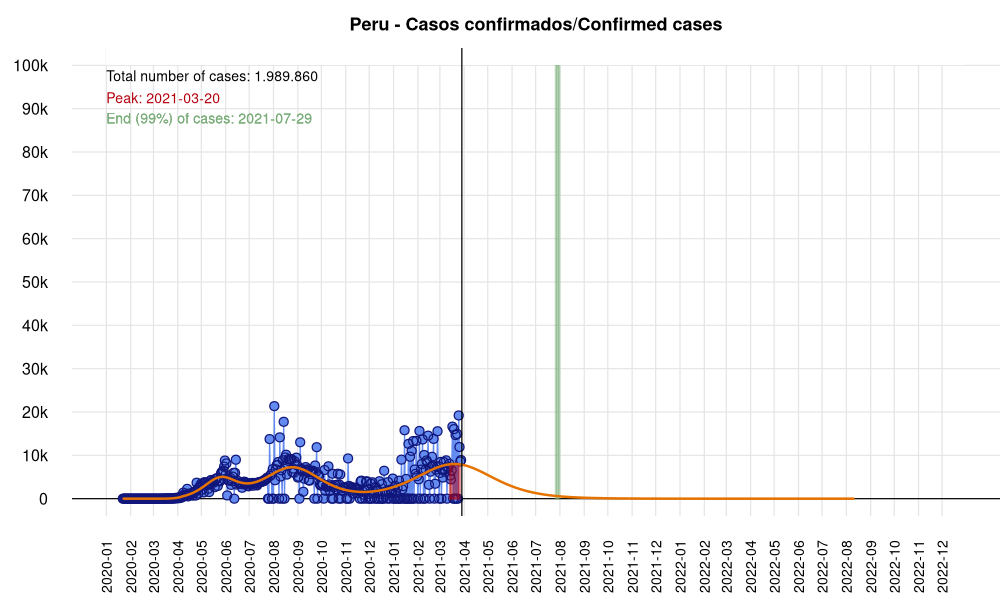 Peru - Casos confirmados/Confirmed cases
100k
Total number of cases: 1.989.860
Peak: 2021-03-20
90k
End (99%) of cases: 2021-07-29
80k
70k
60k
50k
40k
30k
20k
10k
0
2020-01
2020-02
2020-03
2020-04
2020-05
2020-06
2020-07
2020-08
2020-09
2020-10
2020-11
2020-12
2021-01
2021-02
2021-03
2021-04
2021-05
2021-06
2021-07
2021-08
2021-09
2021-10
2021-11
2021-12
2022-01
2022-02
2022-03
2022-04
2022-05
2022-06
2022-07
2022-08
2022-09
2022-10
2022-11
2022-12